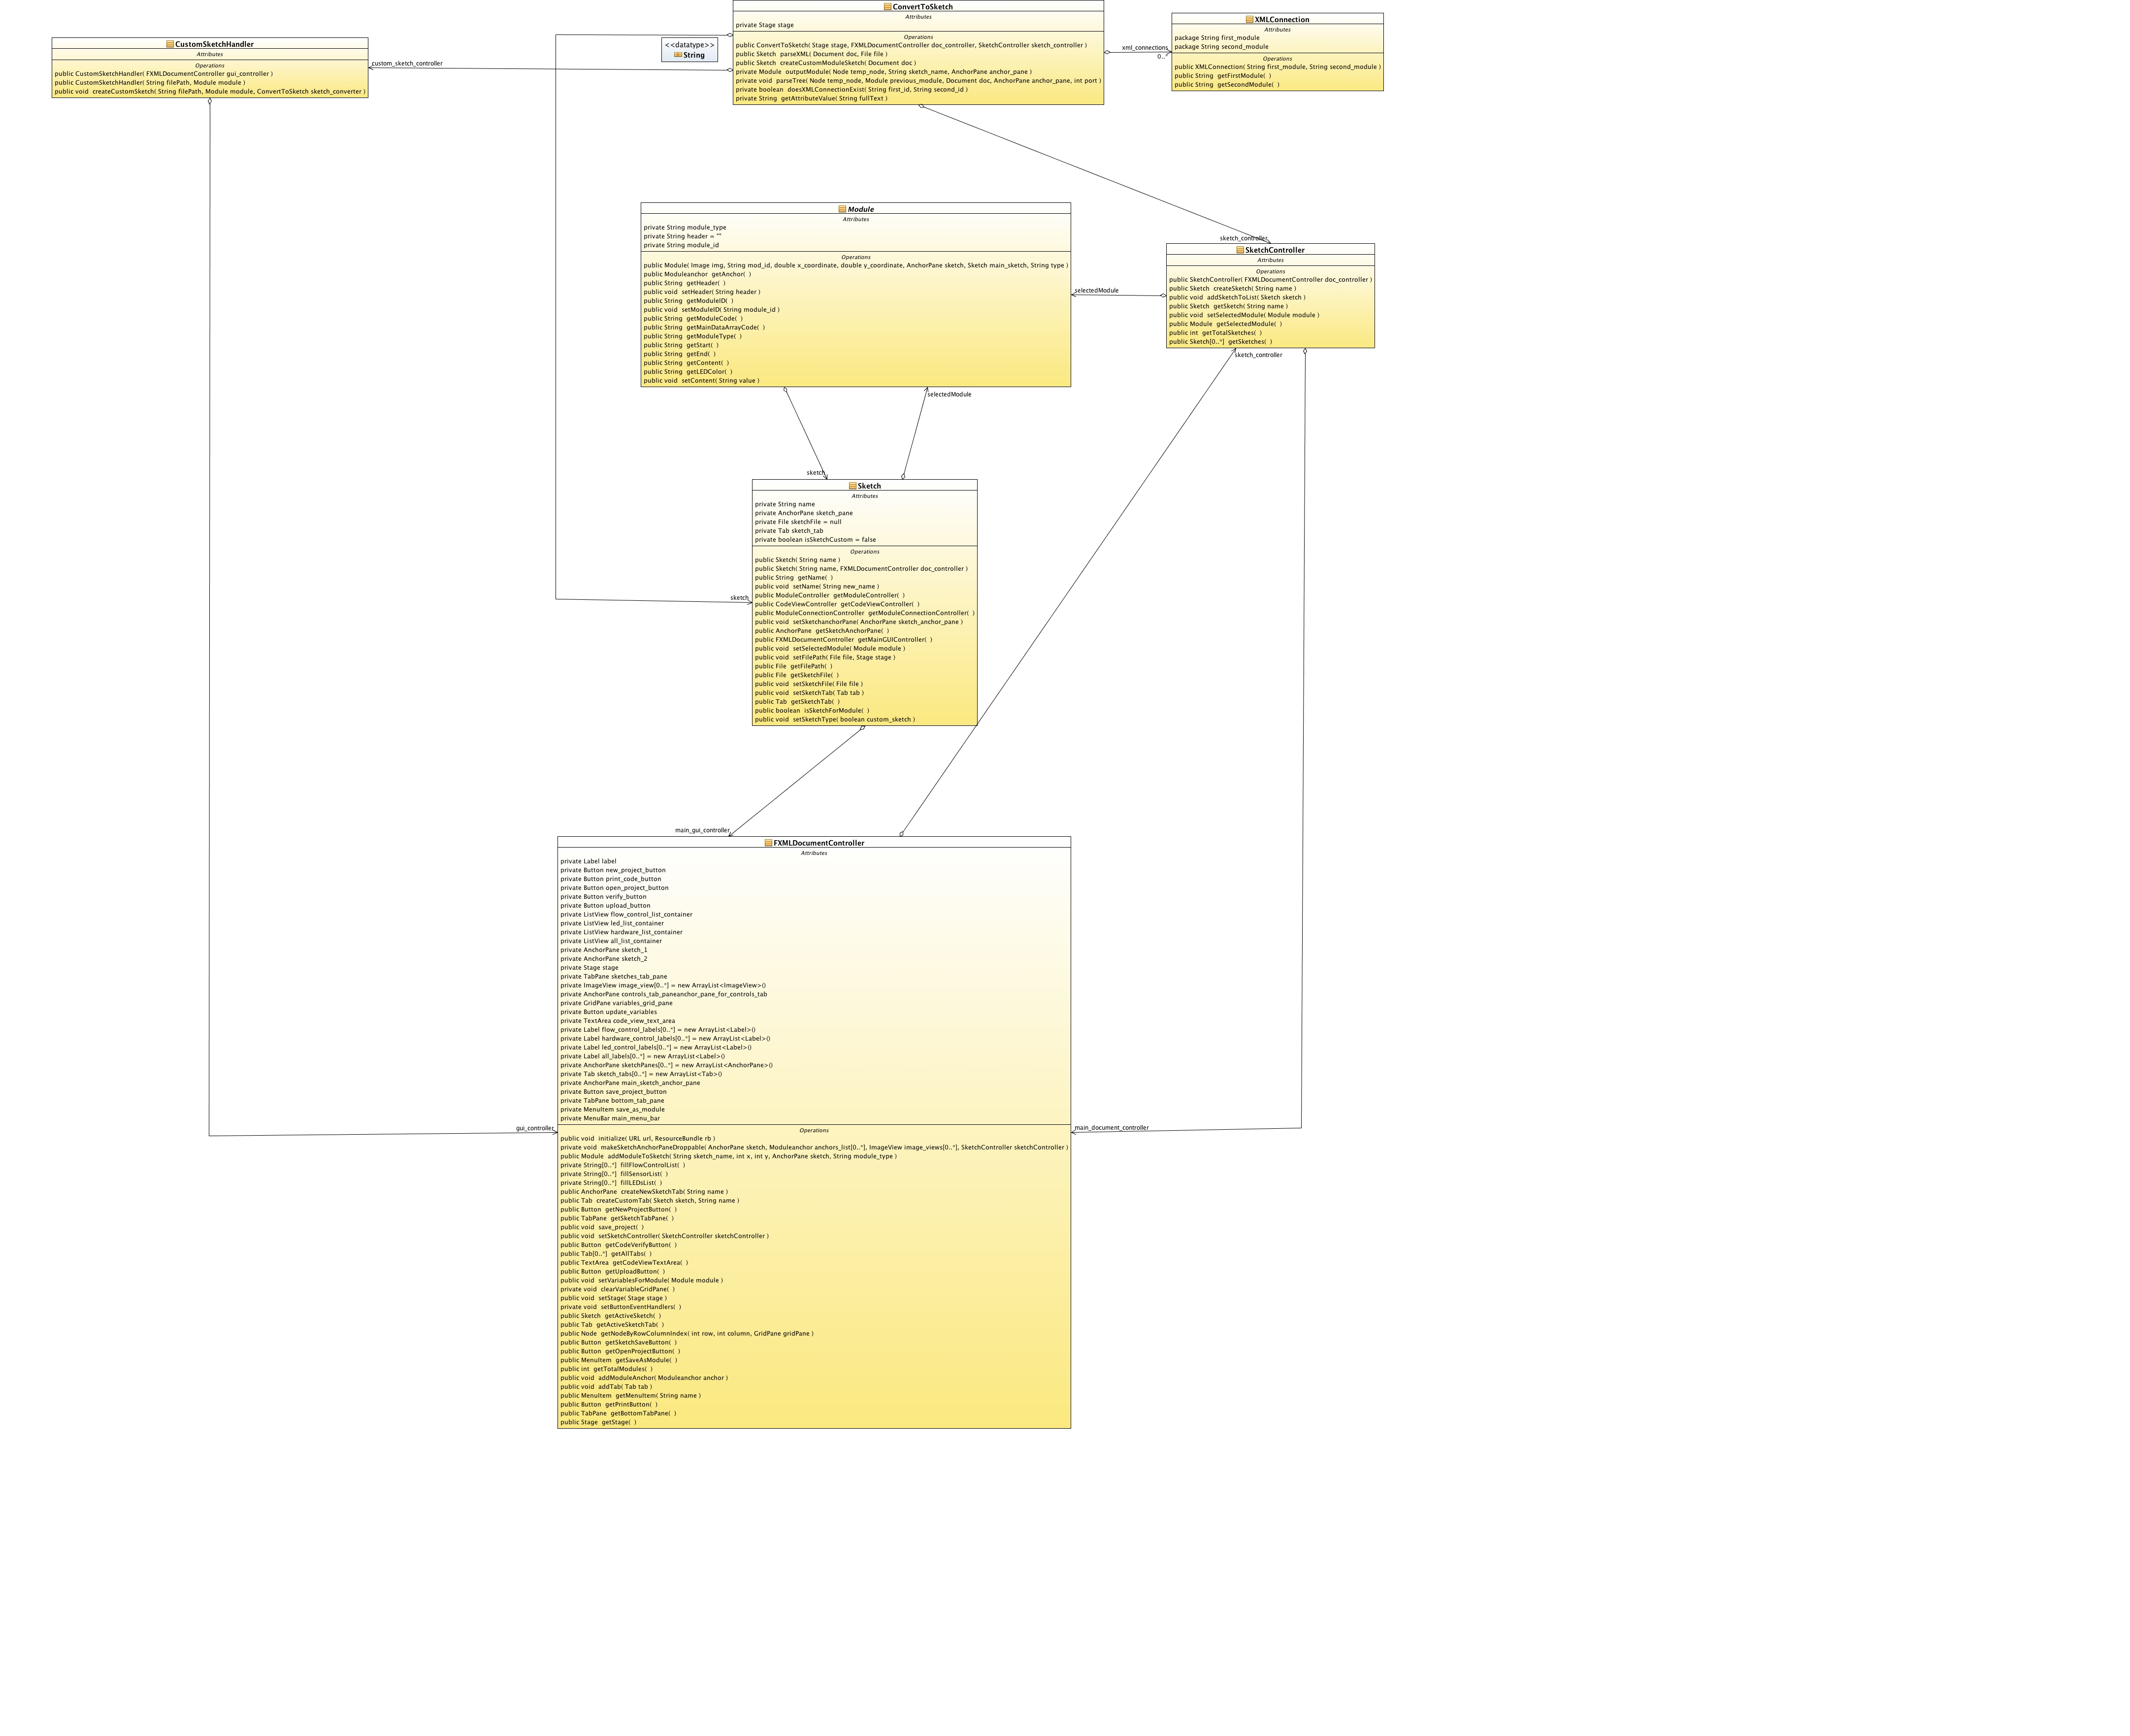 ConvertToSketch
Attributes
private Stage stage
Operations
public ConvertToSketch( Stage stage, FXMLDocumentController doc_controller, SketchController sketch_controller )
public Sketch  parseXML( Document doc, File file )
public Sketch  createCustomModuleSketch( Document doc )
private Module  outputModule( Node temp_node, String sketch_name, AnchorPane anchor_pane )
private void  parseTree( Node temp_node, Module previous_module, Document doc, AnchorPane anchor_pane, int port )
private boolean  doesXMLConnectionExist( String first_id, String second_id )
private String  getAttributeValue( String fullText )
XMLConnection
Attributes
package String first_module
package String second_module
Operations
public XMLConnection( String first_module, String second_module )
public String  getFirstModule(  )
public String  getSecondModule(  )
xml_connections
0..*
CustomSketchHandler
Attributes
Operations
public CustomSketchHandler( FXMLDocumentController gui_controller )
public CustomSketchHandler( String filePath, Module module )
public void  createCustomSketch( String filePath, Module module, ConvertToSketch sketch_converter )
custom_sketch_controller
<<datatype>>
String
Module
Attributes
private String module_type
private String header = ""
private String module_id
Operations
public Module( Image img, String mod_id, double x_coordinate, double y_coordinate, AnchorPane sketch, Sketch main_sketch, String type )
public Moduleanchor  getAnchor(  )
public String  getHeader(  )
public void  setHeader( String header )
public String  getModuleID(  )
public void  setModuleID( String module_id )
public String  getModuleCode(  )
public String  getMainDataArrayCode(  )
public String  getModuleType(  )
public String  getStart(  )
public String  getEnd(  )
public String  getContent(  )
public String  getLEDColor(  )
public void  setContent( String value )
sketch_controller
SketchController
Attributes
Operations
public SketchController( FXMLDocumentController doc_controller )
public Sketch  createSketch( String name )
public void  addSketchToList( Sketch sketch )
public Sketch  getSketch( String name )
public void  setSelectedModule( Module module )
public Module  getSelectedModule(  )
public int  getTotalSketches(  )
public Sketch[0..*]  getSketches(  )
selectedModule
sketch_controller
selectedModule
sketch
Sketch
Attributes
private String name
private AnchorPane sketch_pane
private File sketchFile = null
private Tab sketch_tab
private boolean isSketchCustom = false
Operations
public Sketch( String name )
public Sketch( String name, FXMLDocumentController doc_controller )
public String  getName(  )
public void  setName( String new_name )
public ModuleController  getModuleController(  )
public CodeViewController  getCodeViewController(  )
public ModuleConnectionController  getModuleConnectionController(  )
public void  setSketchanchorPane( AnchorPane sketch_anchor_pane )
public AnchorPane  getSketchAnchorPane(  )
public FXMLDocumentController  getMainGUIController(  )
public void  setSelectedModule( Module module )
public void  setFilePath( File file, Stage stage )
public File  getFilePath(  )
public File  getSketchFile(  )
public void  setSketchFile( File file )
public void  setSketchTab( Tab tab )
public Tab  getSketchTab(  )
public boolean  isSketchForModule(  )
public void  setSketchType( boolean custom_sketch )
sketch
main_gui_controller
FXMLDocumentController
Attributes
private Label label
private Button new_project_button
private Button print_code_button
private Button open_project_button
private Button verify_button
private Button upload_button
private ListView flow_control_list_container
private ListView led_list_container
private ListView hardware_list_container
private ListView all_list_container
private AnchorPane sketch_1
private AnchorPane sketch_2
private Stage stage
private TabPane sketches_tab_pane
private ImageView image_view[0..*] = new ArrayList<ImageView>()
private AnchorPane controls_tab_paneanchor_pane_for_controls_tab
private GridPane variables_grid_pane
private Button update_variables
private TextArea code_view_text_area
private Label flow_control_labels[0..*] = new ArrayList<Label>()
private Label hardware_control_labels[0..*] = new ArrayList<Label>()
private Label led_control_labels[0..*] = new ArrayList<Label>()
private Label all_labels[0..*] = new ArrayList<Label>()
private AnchorPane sketchPanes[0..*] = new ArrayList<AnchorPane>()
private Tab sketch_tabs[0..*] = new ArrayList<Tab>()
private AnchorPane main_sketch_anchor_pane
private Button save_project_button
private TabPane bottom_tab_pane
private MenuItem save_as_module
private MenuBar main_menu_bar
Operations
public void  initialize( URL url, ResourceBundle rb )
private void  makeSketchAnchorPaneDroppable( AnchorPane sketch, Moduleanchor anchors_list[0..*], ImageView image_views[0..*], SketchController sketchController )
public Module  addModuleToSketch( String sketch_name, int x, int y, AnchorPane sketch, String module_type )
private String[0..*]  fillFlowControlList(  )
private String[0..*]  fillSensorList(  )
private String[0..*]  fillLEDsList(  )
public AnchorPane  createNewSketchTab( String name )
public Tab  createCustomTab( Sketch sketch, String name )
public Button  getNewProjectButton(  )
public TabPane  getSketchTabPane(  )
public void  save_project(  )
public void  setSketchController( SketchController sketchController )
public Button  getCodeVerifyButton(  )
public Tab[0..*]  getAllTabs(  )
public TextArea  getCodeViewTextArea(  )
public Button  getUploadButton(  )
public void  setVariablesForModule( Module module )
private void  clearVariableGridPane(  )
public void  setStage( Stage stage )
private void  setButtonEventHandlers(  )
public Sketch  getActiveSketch(  )
public Tab  getActiveSketchTab(  )
public Node  getNodeByRowColumnIndex( int row, int column, GridPane gridPane )
public Button  getSketchSaveButton(  )
public Button  getOpenProjectButton(  )
public MenuItem  getSaveAsModule(  )
public int  getTotalModules(  )
public void  addModuleAnchor( Moduleanchor anchor )
public void  addTab( Tab tab )
public MenuItem  getMenuItem( String name )
public Button  getPrintButton(  )
public TabPane  getBottomTabPane(  )
public Stage  getStage(  )
gui_controller
main_document_controller